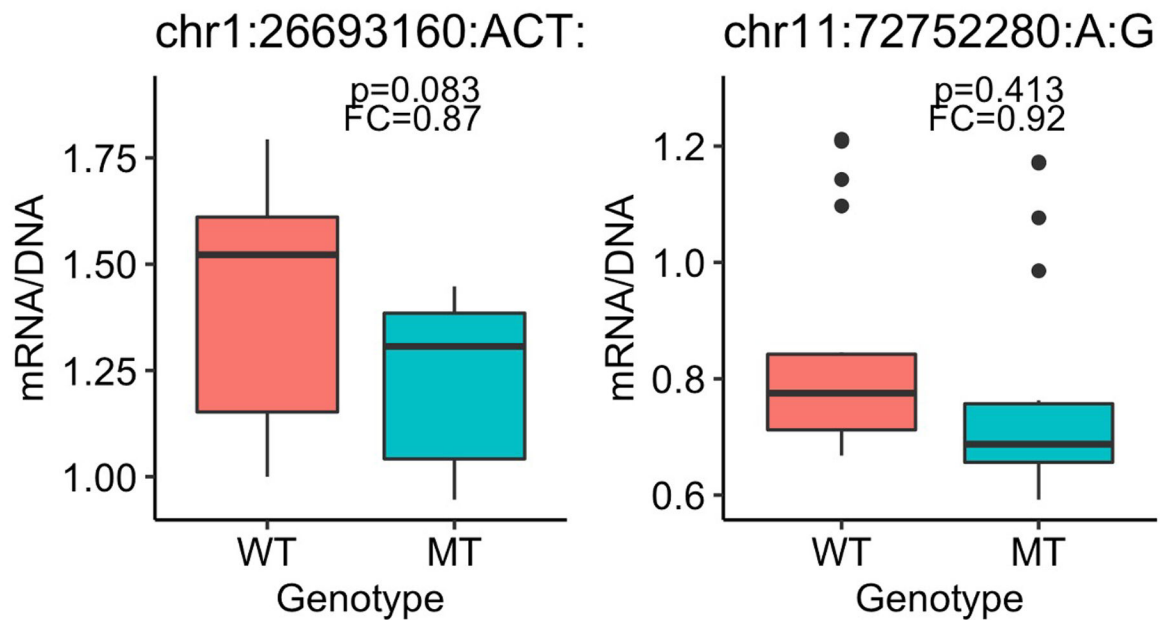 chr1:26693160:ACT:
p=0.083
FC=0.87
1.75
1.50
1.25
1.00
mRNA/DNA
WT MT
Genotype
chr11:72752280:A:G
p=0.413
FC=0.92
1.2
1.0
0.8
0.6
mRNA/DNA
WT MT
Genotype